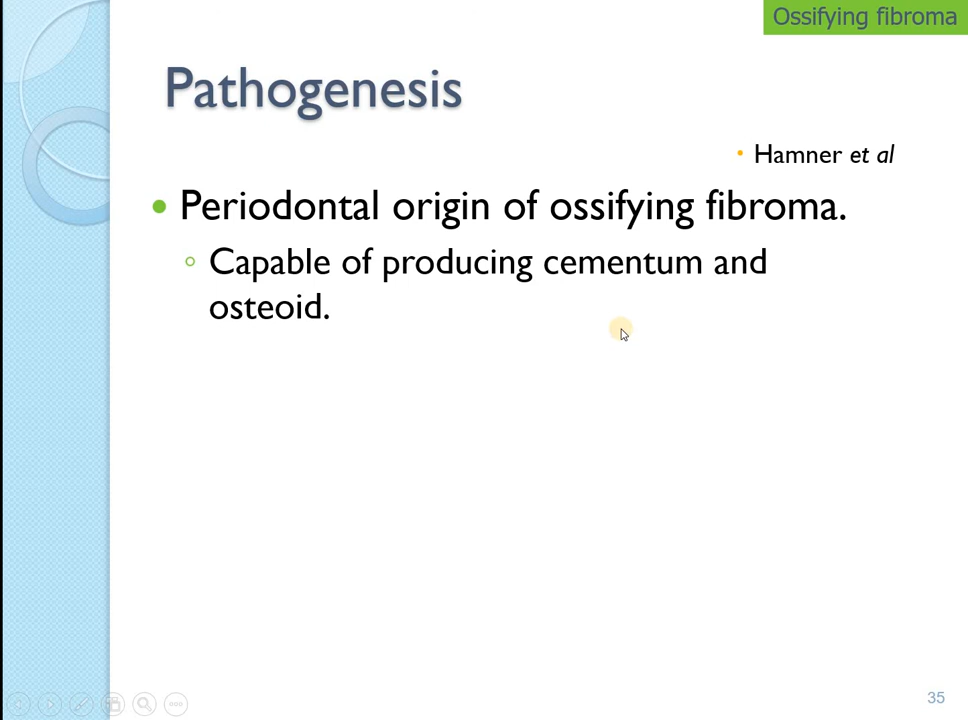 Ossifying fibroma
Pathogenesis
• Hamner et al
• Periodontal origin of ossifying fibroma.
◦ Capable of producing cementum and
osteoid.
35